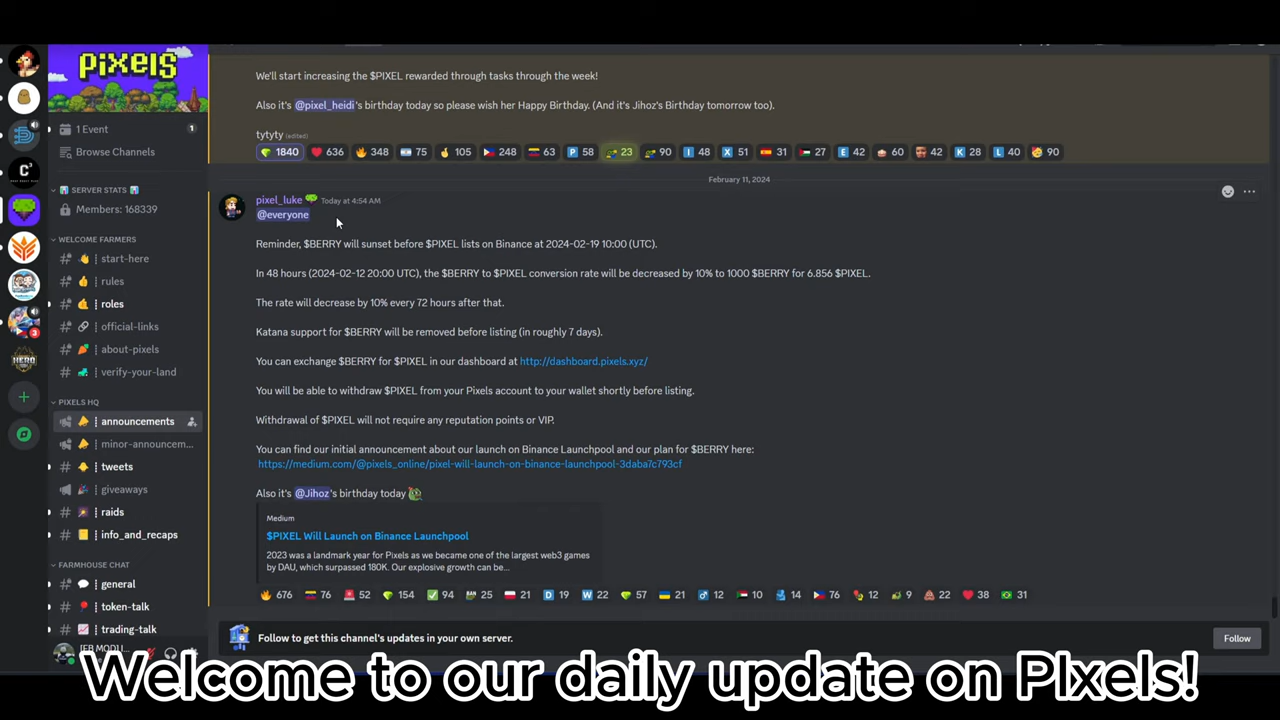 pixels
1 Event
1
Browse Channels
SERVER STATS
Members: 168339
WELCOME FARMERS
start-here
rules
roles
official-links
about-pixels
verify-your-land
PIXELS HQ
announcements
minor-announcem...
tweets
giveaways
raids
info_and_recaps
FARMHOUSE CHAT
general
token-talk
trading-talk
3
HERO
We'll start increasing the $PIXEL rewarded through tasks through the week!
Also it's @pixel_heidi's birthday today so please wish her Happy Birthday. (And it's Jihoz's Birthday tomorrow too).
tytyty (edited)
1840 636 348 75 105 248 63 P 58 23 90 I 48 X 51 31 27 E 42 60 42 K 28 L 40 90
February 11, 2024
pixel_luke Today at 4:54 AM
@everyone
Reminder, $BERRY will sunset before $PIXEL lists on Binance at 2024-02-19 10:00 (UTC).
In 48 hours (2024-02-12 20:00 UTC), the $BERRY to $PIXEL conversion rate will be decreased by 10% to 1000 $BERRY for 6.856 $PIXEL.
The rate will decrease by 10% every 72 hours after that.
Katana support for $BERRY will be removed before listing (in roughly 7 days).
You can exchange $BERRY for $PIXEL in our dashboard at http://dashboard.pixels.xyz/
You will be able to withdraw $PIXEL from your Pixels account to your wallet shortly before listing.
Withdrawal of $PIXEL will not require any reputation points or VIP.
You can find our initial announcement about our launch on Binance Launchpool and our plan for $BERRY here:
https://medium.com/@pixels_online/pixel-will-launch-on-binance-launchpool-3daba7c793cf
Also it's @Jihoz's birthday today
Medium
$PIXEL Will Launch on Binance Launchpool
2023 was a landmark year for Pixels as we became one of the largest web3 games
by DAU, which surpassed 180K. Our explosive growth can be...
676 76 52 154 94 25 21 D 19 W 22 57 21 12 10 14 76 12 9 22 38 31
Follow to get this channel's updates in your own server.
Follow
Welcome to our daily update on PIxels!